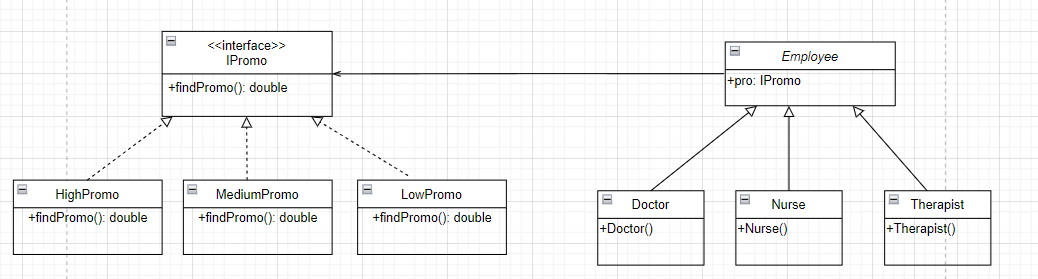 <<interface>>
IPromo
+findPromo(): double
Employee
+pro: IPromo
HighPromo
+findPromo(): double
MediumPromo
+findPromo(): double
LowPromo
+findPromo(): double
Doctor
+Doctor()
Nurse
+Nurse()
Therapist
+Therapist()